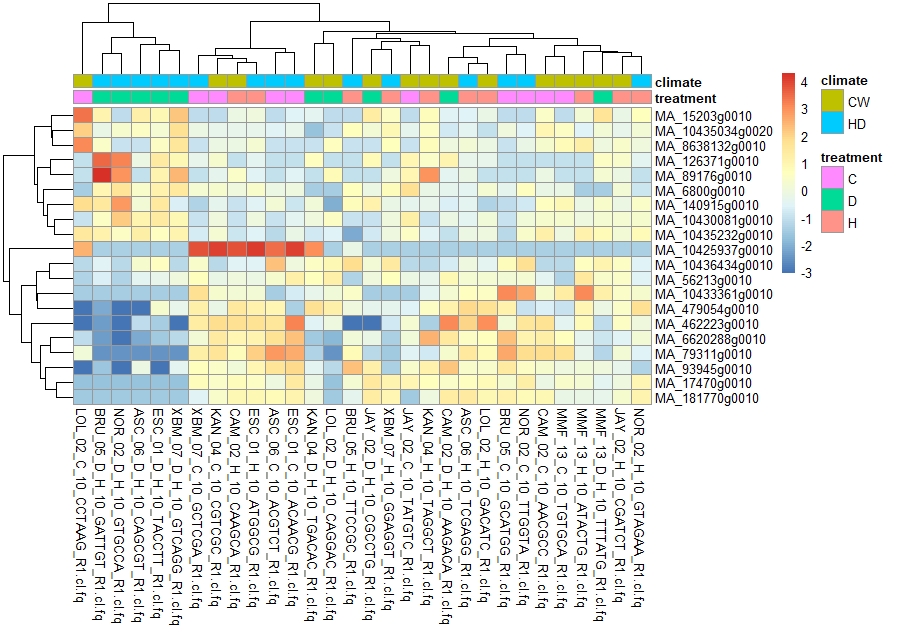 climate
treatment
MA_15203g0010
MA_10435034g0020
MA_8638132g0010
MA_126371g0010
MA_89176g0010
MA_6800g0010
MA_140915g0010
MA_10430081g0010
MA_10435232g0010
MA_10425937g0010
MA_10436434g0010
MA_56213g0010
MA_10433361g0010
MA_479054g0010
MA_462223g0010
MA_6620288g0010
MA_79311g0010
MA_93945g0010
MA_17470g0010
MA_181770g0010
4
3
2
1
0
-1
-2
-3
climate
CW
HD
treatment
C
D
H
LOL_02_C_10_CCTAAG_R1.cl.fq
BRU_05_D_H_10_GATTGT_R1.cl.fq
NOR_02_D_H_10_GTGCCA_R1.cl.fq
ASC_06_D_H_10_CAGCGT_R1.cl.fq
ESC_01_D_H_10_TACCTT_R1.cl.fq
XBM_07_D_H_10_GTCAGG_R1.cl.fq
XBM_07_C_10_GCTCGA_R1.cl.fq
KAN_04_C_10_CGTCGC_R1.cl.fq
CAM_02_H_10_CAAGCA_R1.cl.fq
ESC_01_H_10_ATGGCG_R1.cl.fq
ASC_06_C_10_ACGTCT_R1.cl.fq
ESC_01_C_10_ACAACG_R1.cl.fq
KAN_04_D_H_10_TGACAC_R1.cl.fq
LOL_02_D_H_10_CAGGAC_R1.cl.fq
BRU_05_H_10_TTCCGC_R1.cl.fq
JAY_02_D_H_10_CGCCTG_R1.cl.fq
XBM_07_H_10_GGAGGT_R1.cl.fq
JAY_02_C_10_TATGTC_R1.cl.fq
KAN_04_H_10_TAGGCT_R1.cl.fq
CAM_02_D_H_10_AAGACA_R1.cl.fq
ASC_06_H_10_TCGAGG_R1.cl.fq
LOL_02_H_10_GACATC_R1.cl.fq
BRU_05_C_10_GCATGG_R1.cl.fq
NOR_02_C_10_TTGGTA_R1.cl.fq
CAM_02_C_10_AACGCC_R1.cl.fq
MMF_13_C_10_TGTGCA_R1.cl.fq
MMF_13_H_10_ATACTG_R1.cl.fq
MMF_13_D_H_10_TTTATG_R1.cl.fq
JAY_02_H_10_CGATCT_R1.cl.fq
NOR_02_H_10_GTAGAA_R1.cl.fq